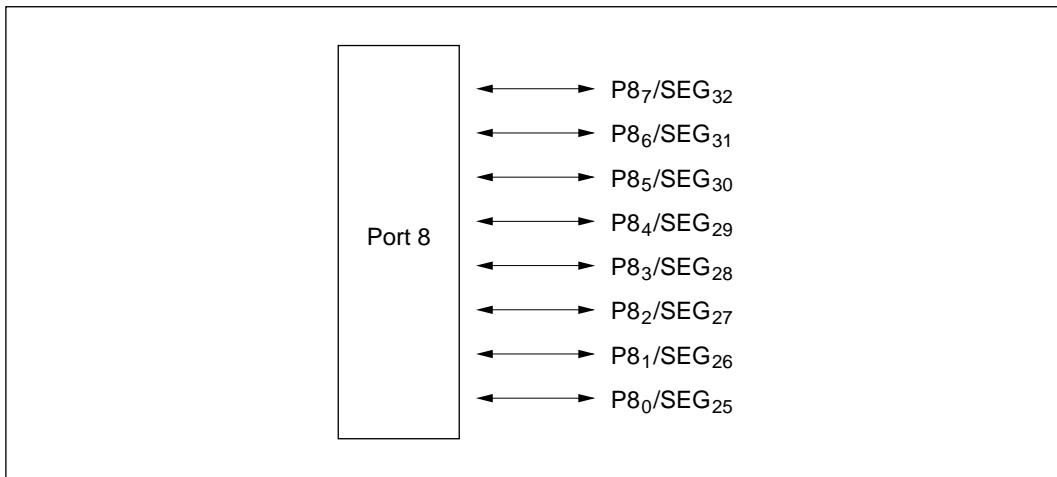 P8₇/SEG₃₂
P8₆/SEG₃₁
P8₅/SEG₃₀
P8₄/SEG₂₉
Port 8
P8₃/SEG₂₈
P8₂/SEG₂₇
P8₁/SEG₂₆
P8₀/SEG₂₅